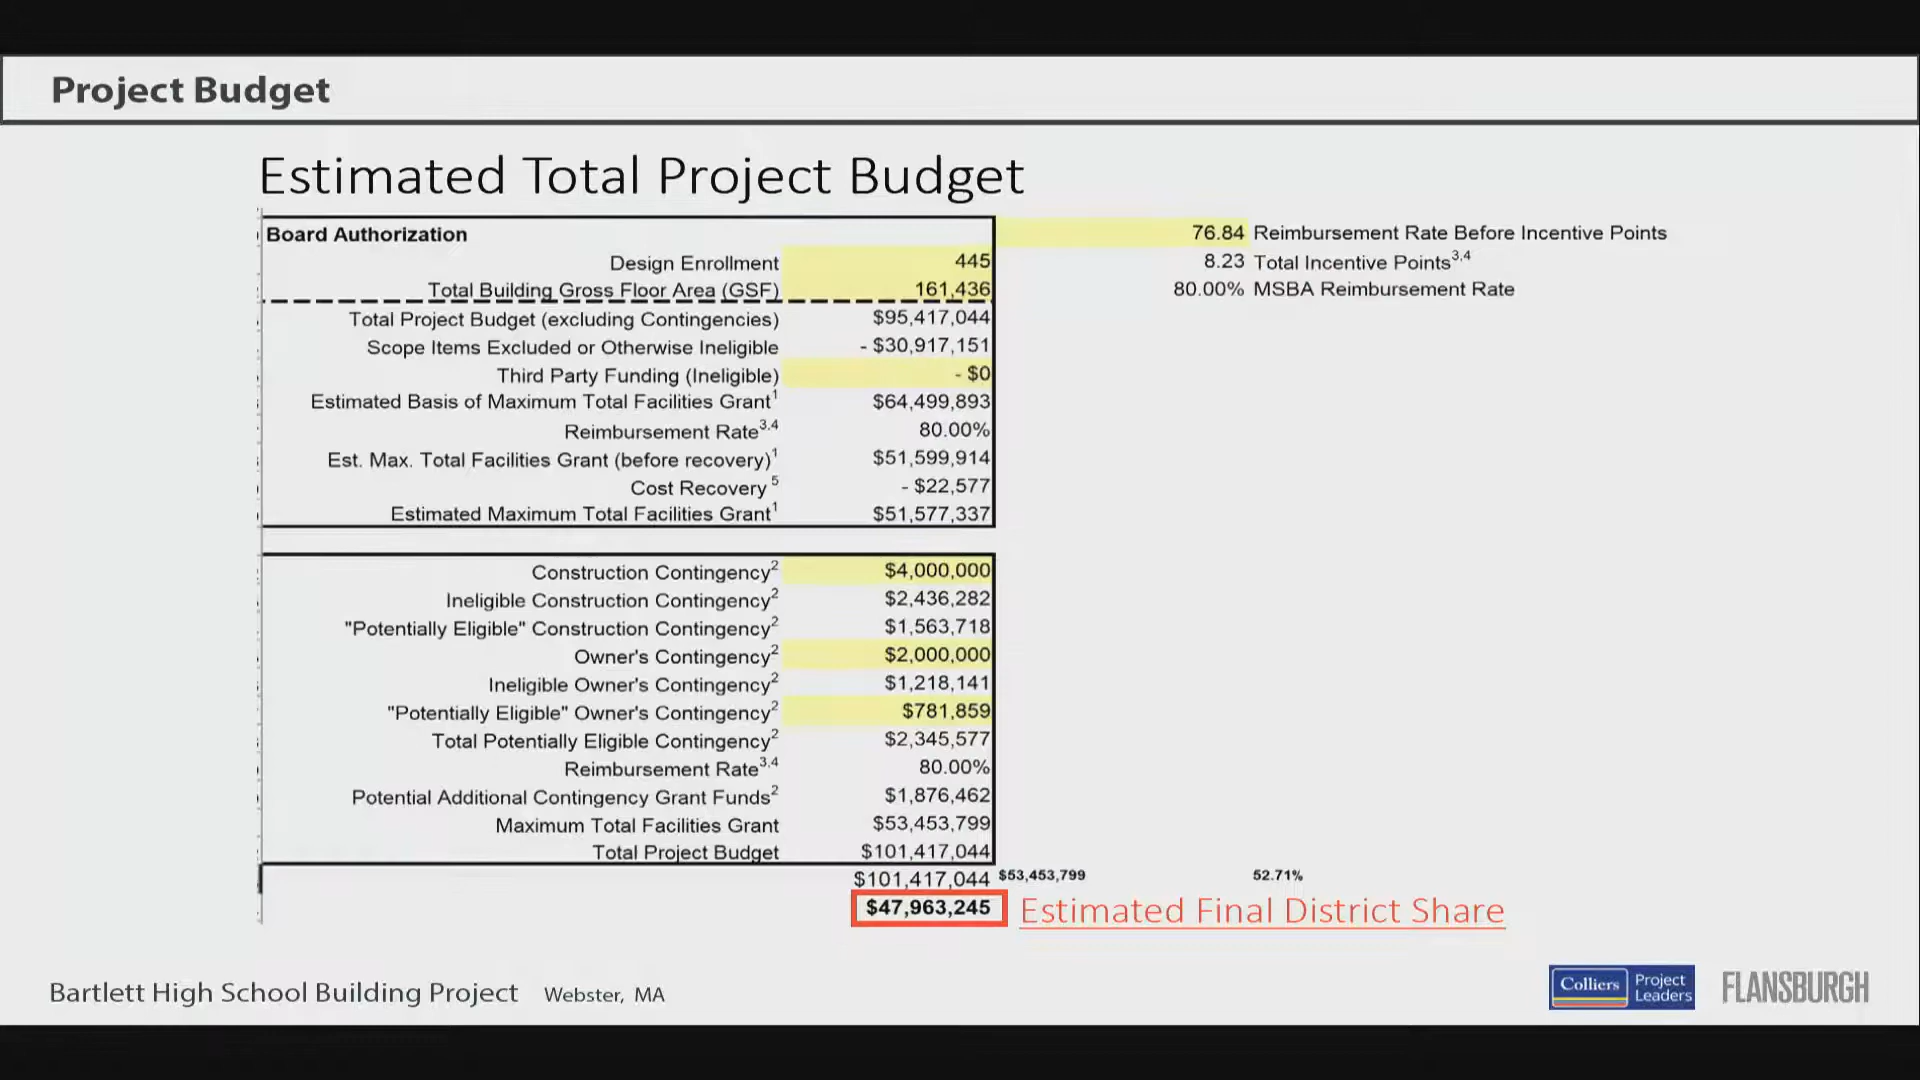 Project Budget
Estimated Total Project Budget
Board Authorization
76.84 Reimbursement Rate Before Incentive Points
Design Enrollment 445
8.23 Total Incentive Points3,4
Total Building Gross Floor Area (GSF) 161,436
80.00% MSBA Reimbursement Rate
Total Project Budget (excluding Contingencies) $95,417,044
Scope Items Excluded or Otherwise Ineligible - $30,917,151
Third Party Funding (Ineligible) - $0
Estimated Basis of Maximum Total Facilities Grant1 $64,499,893
Reimbursement Rate3,4 80.00%
Est. Max. Total Facilities Grant (before recovery)1 $51,599,914
Cost Recovery 5 - $22,577
Estimated Maximum Total Facilities Grant1 $51,577,337
Construction Contingency2 $4,000,000
Ineligible Construction Contingency2 $2,436,282
"Potentially Eligible" Construction Contingency2 $1,563,718
Owner's Contingency2 $2,000,000
Ineligible Owner's Contingency2 $1,218,141
"Potentially Eligible" Owner's Contingency2 $781,859
Total Potentially Eligible Contingency2 $2,345,577
Reimbursement Rate3,4 80.00%
Potential Additional Contingency Grant Funds2 $1,876,462
Maximum Total Facilities Grant $53,453,799
Total Project Budget $101,417,044
$101,417,044 $53,453,799 52.71%
$47,963,245 Estimated Final District Share
Bartlett High School Building Project Webster, MA
Colliers Project Leaders
FLANSBURGH